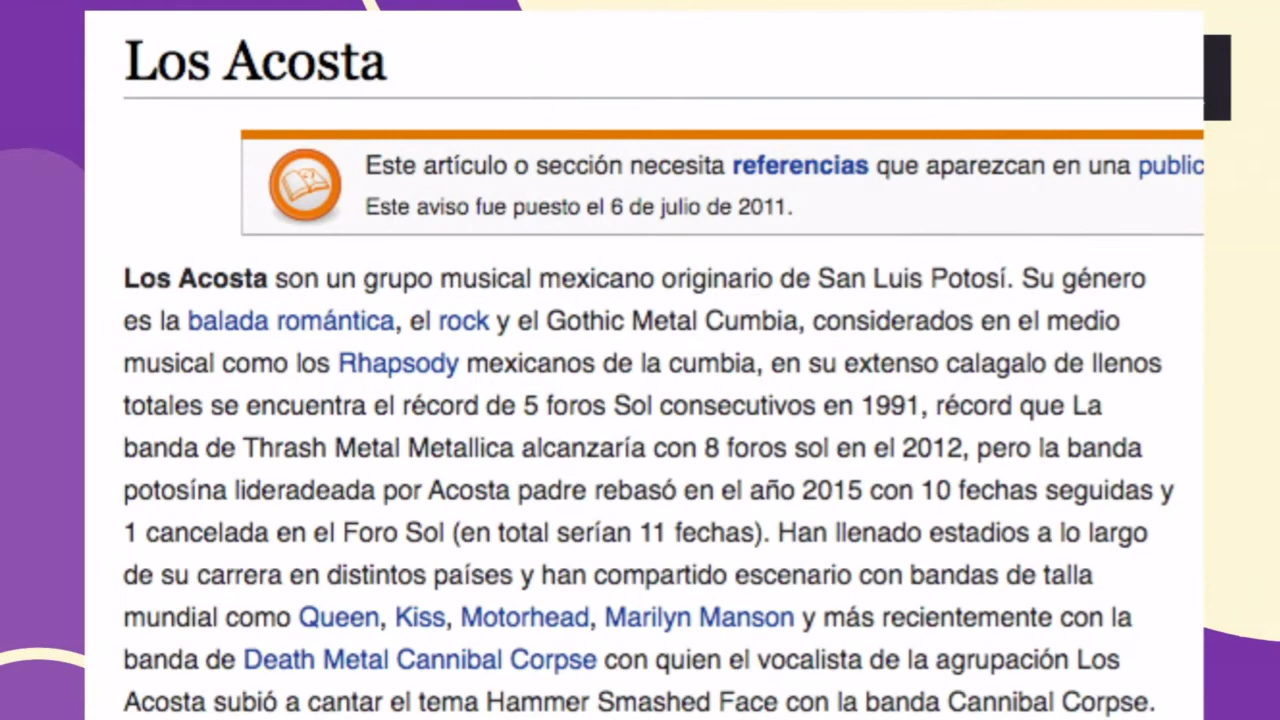 Los Acosta
Este artículo o sección necesita referencias que aparezcan en una public
Este aviso fue puesto el 6 de julio de 2011.
Los Acosta son un grupo musical mexicano originario de San Luis Potosí. Su género
es la balada romántica, el rock y el Gothic Metal Cumbia, considerados en el medio
musical como los Rhapsody mexicanos de la cumbia, en su extenso calagalo de llenos
totales se encuentra el récord de 5 foros Sol consecutivos en 1991, récord que La
banda de Thrash Metal Metallica alcanzaría con 8 foros sol en el 2012, pero la banda
potosína lideradeada por Acosta padre rebasó en el año 2015 con 10 fechas seguidas y
1 cancelada en el Foro Sol (en total serían 11 fechas). Han llenado estadios a lo largo
de su carrera en distintos países y han compartido escenario con bandas de talla
mundial como Queen, Kiss, Motorhead, Marilyn Manson y más recientemente con la
banda de Death Metal Cannibal Corpse con quien el vocalista de la agrupación Los
Acosta subió a cantar el tema Hammer Smashed Face con la banda Cannibal Corpse.